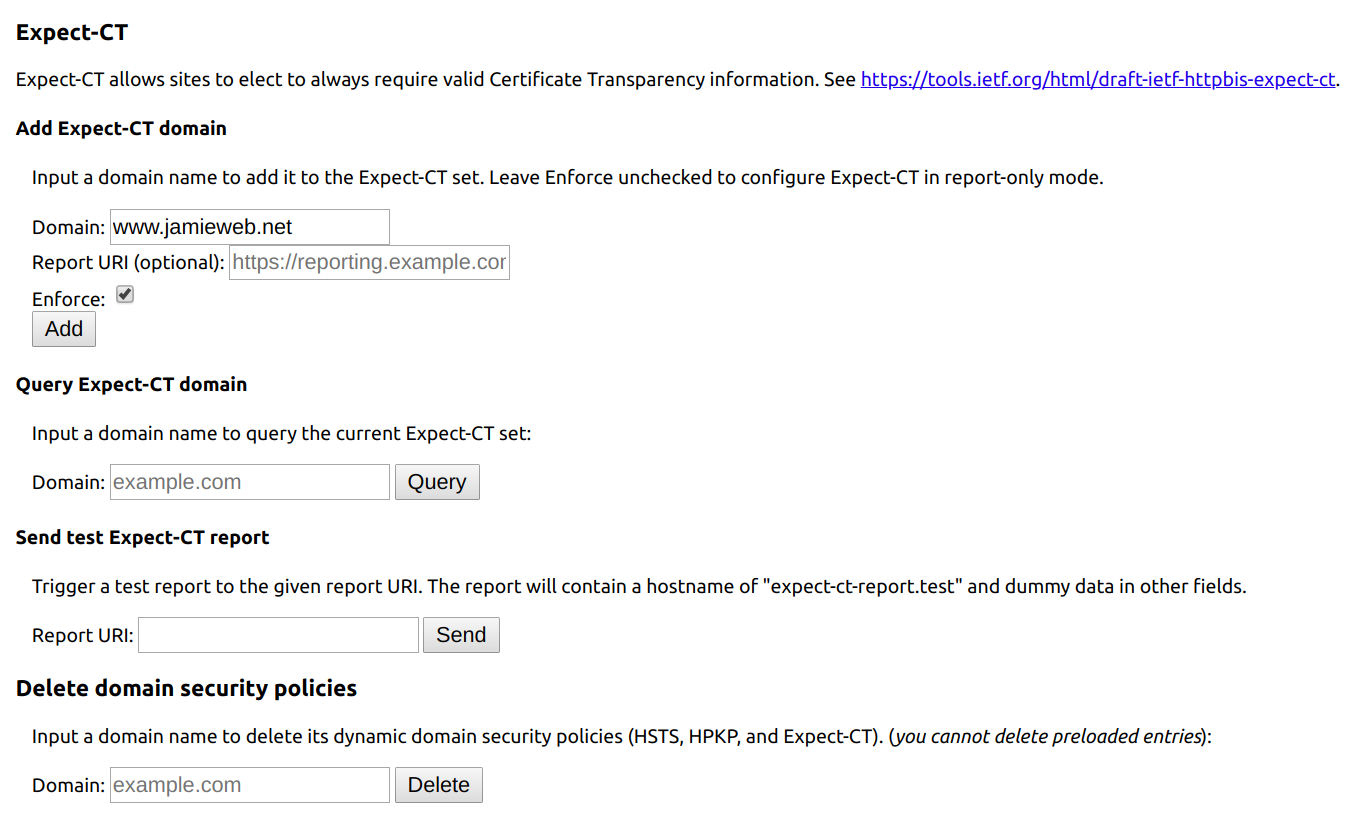 Expect-CT
Expect-CT allows sites to elect to always require valid Certificate Transparency information. See https://tools.ietf.org/html/draft-ietf-httpbis-expect-ct.
Add Expect-CT domain
Input a domain name to add it to the Expect-CT set. Leave Enforce unchecked to configure Expect-CT in report-only mode.
Domain: www.jamieweb.net
Report URI (optional): https://reporting.example.cor
Enforce:
Add
Query Expect-CT domain
Input a domain name to query the current Expect-CT set:
Domain: example.com Query
Send test Expect-CT report
Trigger a test report to the given report URI. The report will contain a hostname of "expect-ct-report.test" and dummy data in other fields.
Report URI: Send
Delete domain security policies
Input a domain name to delete its dynamic domain security policies (HSTS, HPKP, and Expect-CT). (you cannot delete preloaded entries):
Domain: example.com Delete